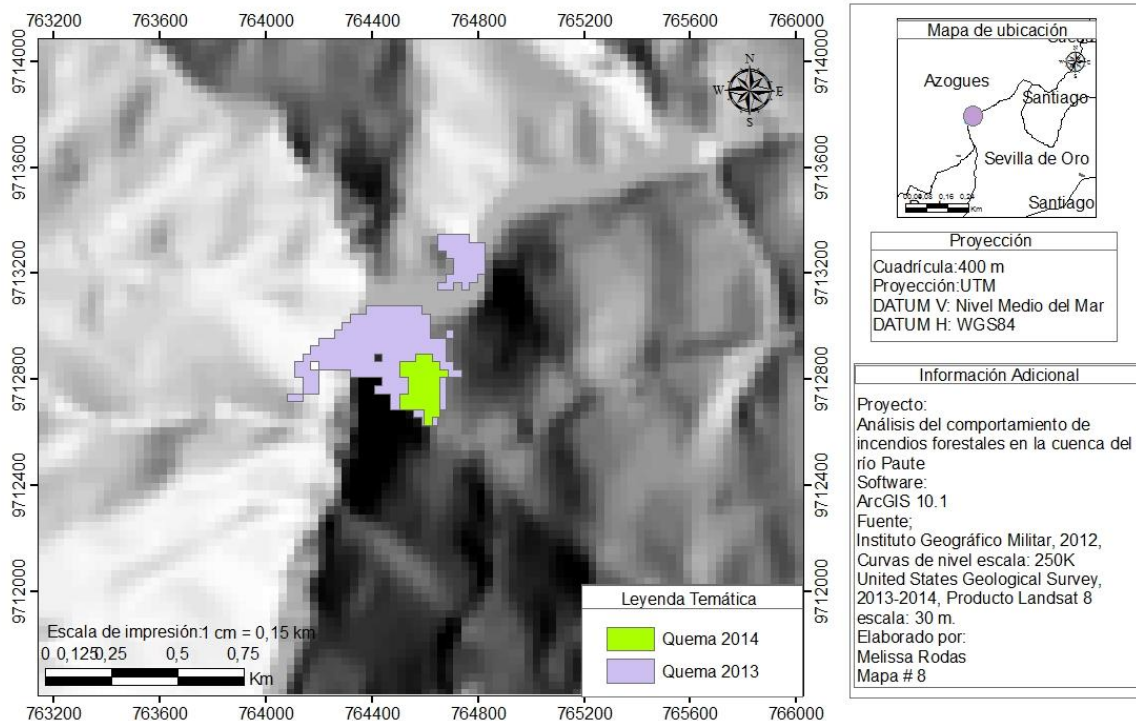 763200 763600 764000 764400 764800 765200 765600 766000
9714000 9713600 9713200 9712800 9712400 9712000
N
W E
S
Escala de impresión:1 cm = 0,15 km
0 0,125 0,25 0,5 0,75
Km
Leyenda Temática
Quema 2014
Quema 2013
9714000 9713600 9713200 9712800 9712400 9712000
763200 763600 764000 764400 764800 765200 765600 766000
Mapa de ubicación
Azogues
Santiago
Sevilla de Oro
Santiago
Km
Proyección
Cuadrícula:400 m
Proyección:UTM
DATUM V: Nivel Medio del Mar
DATUM H: WGS84
Información Adicional
Proyecto:
Análisis del comportamiento de
incendios forestales en la cuenca del
río Paute
Software:
ArcGIS 10.1
Fuente;
Instituto Geográfico Militar, 2012,
Curvas de nivel escala: 250K
United States Geological Survey,
2013-2014, Producto Landsat 8
escala: 30 m.
Elaborado por:
Melissa Rodas
Mapa # 8